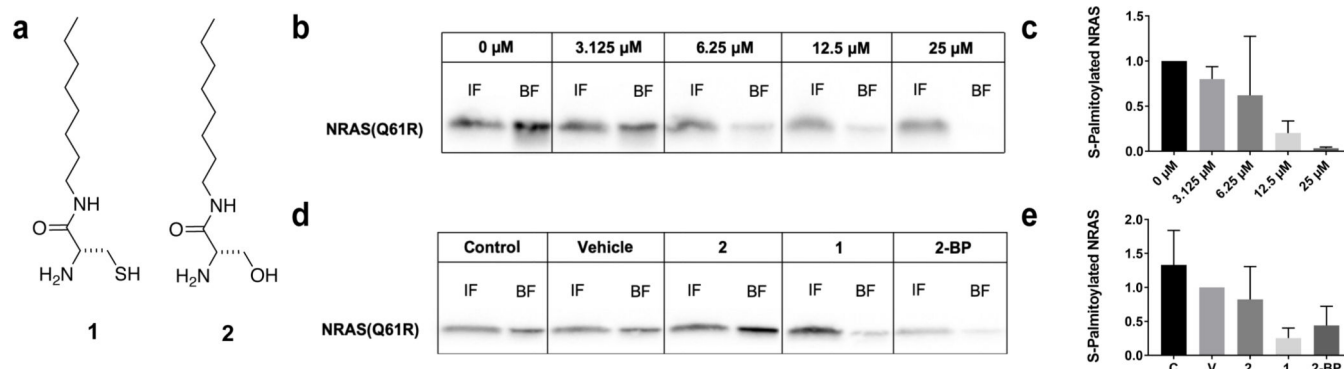 a
NH
O
H₂N
SH
1
NH
O
H₂N
OH
2
b
0 µM 3.125 µM 6.25 µM 12.5 µM 25 µM
IF BF IF BF IF BF IF BF IF BF
NRAS(Q61R)
c
S-Palmitoylated NRAS
1.5
1.0
0.5
0.0
0 µM 3.125 µM 6.25 µM 12.5 µM 25 µM
d
Control Vehicle 2 1 2-BP
IF BF IF BF IF BF IF BF IF BF
NRAS(Q61R)
e
S-Palmitoylated NRAS
2.0
1.5
1.0
0.5
0.0
C V 2 1 2-BP